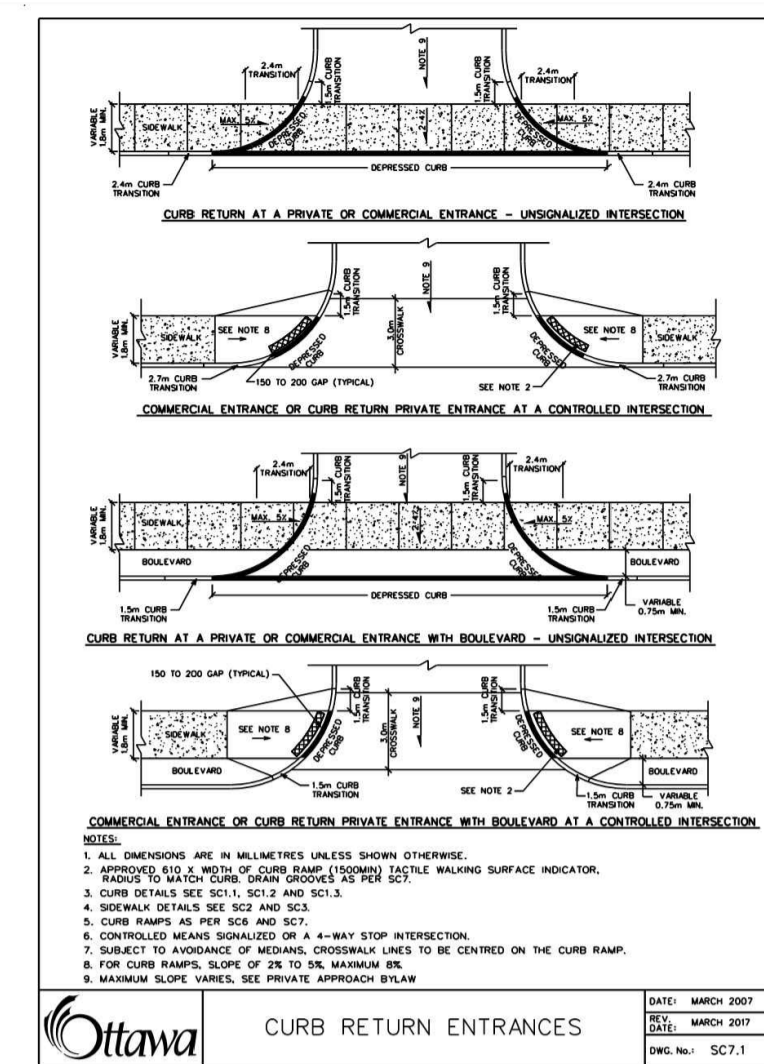 2.4m
TRANSITION
1.5m CURB
TRANSITION
NOTE 9
1.5m CURB
TRANSITION
2.4m
TRANSITION
VARIABLE
1.8m MIN.
SIDEWALK
MAX. 5%
DEPRESSED
CURB
2-4%
DEPRESSED
CURB
MAX. 5%
DEPRESSED CURB
2.4m CURB
TRANSITION
2.4m CURB
TRANSITION
CURB RETURN AT A PRIVATE OR COMMERCIAL ENTRANCE - UNSIGNALIZED INTERSECTION
1.5m CURB
TRANSITION
NOTE 9
1.5m CURB
TRANSITION
VARIABLE
1.8m MIN.
SIDEWALK
SEE NOTE 8
DEPRESSED
CURB
3.0m
CROSSWALK
DEPRESSED
CURB
SEE NOTE 8
SIDEWALK
2.7m CURB
TRANSITION
150 TO 200 GAP (TYPICAL)
SEE NOTE 2
2.7m CURB
TRANSITION
COMMERCIAL ENTRANCE OR CURB RETURN PRIVATE ENTRANCE AT A CONTROLLED INTERSECTION
2.4m
TRANSITION
1.5m CURB
TRANSITION
NOTE 9
1.5m CURB
TRANSITION
2.4m
TRANSITION
VARIABLE
1.8m MIN.
SIDEWALK
MAX. 5%
2-4%
MAX. 5%
BOULEVARD
DEPRESSED
CURB
DEPRESSED
CURB
BOULEVARD
DEPRESSED CURB
1.5m CURB
TRANSITION
1.5m CURB
TRANSITION
VARIABLE
0.75m MIN.
CURB RETURN AT A PRIVATE OR COMMERCIAL ENTRANCE WITH BOULEVARD - UNSIGNALIZED INTERSECTION
150 TO 200 GAP (TYPICAL)
1.5m CURB
TRANSITION
NOTE 9
1.5m CURB
TRANSITION
VARIABLE
1.8m MIN.
SIDEWALK
SEE NOTE 8
DEPRESSED
CURB
3.0m
CROSSWALK
DEPRESSED
CURB
SEE NOTE 8
SIDEWALK
BOULEVARD
BOULEVARD
1.5m CURB
TRANSITION
SEE NOTE 2
1.5m CURB
TRANSITION
VARIABLE
0.75m MIN.
COMMERCIAL ENTRANCE OR CURB RETURN PRIVATE ENTRANCE WITH BOULEVARD AT A CONTROLLED INTERSECTION
NOTES:
1. ALL DIMENSIONS ARE IN MILLIMETRES UNLESS SHOWN OTHERWISE.
2. APPROVED 610 X WIDTH OF CURB RAMP (1500MIN) TACTILE WALKING SURFACE INDICATOR,
RADIUS TO MATCH CURB. DRAIN GROOVES AS PER SC7.
3. CURB DETAILS SEE SC1.1, SC1.2 AND SC1.3.
4. SIDEWALK DETAILS SEE SC2 AND SC3.
5. CURB RAMPS AS PER SC6 AND SC7.
6. CONTROLLED MEANS SIGNALIZED OR A 4-WAY STOP INTERSECTION.
7. SUBJECT TO AVOIDANCE OF MEDIANS, CROSSWALK LINES TO BE CENTRED ON THE CURB RAMP.
8. FOR CURB RAMPS, SLOPE OF 2% TO 5%, MAXIMUM 8%.
9. MAXIMUM SLOPE VARIES, SEE PRIVATE APPROACH BYLAW
Ottawa
CURB RETURN ENTRANCES
DATE: MARCH 2007
REV. DATE: MARCH 2017
DWG. No.: SC7.1